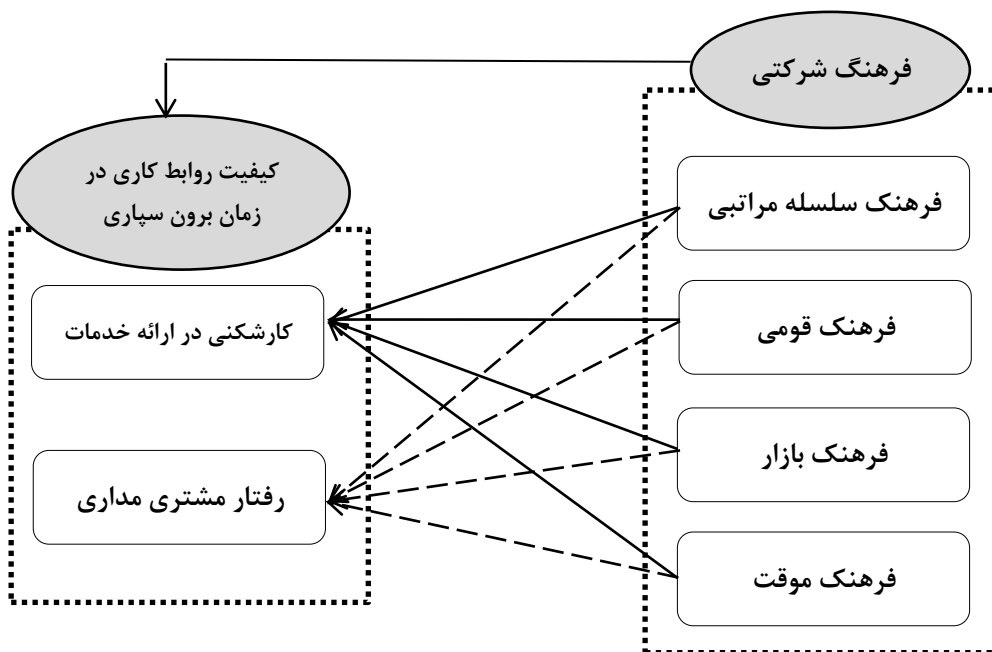 فرهنگ شرکتی
کیفیت روابط کاری در
زمان برون سپاری
فرهنک سلسله مراتبی
فرهنک قومی
فرهنک بازار
فرهنک موقت
کارشکنی در ارائه خدمات
رفتار مشتری مداری